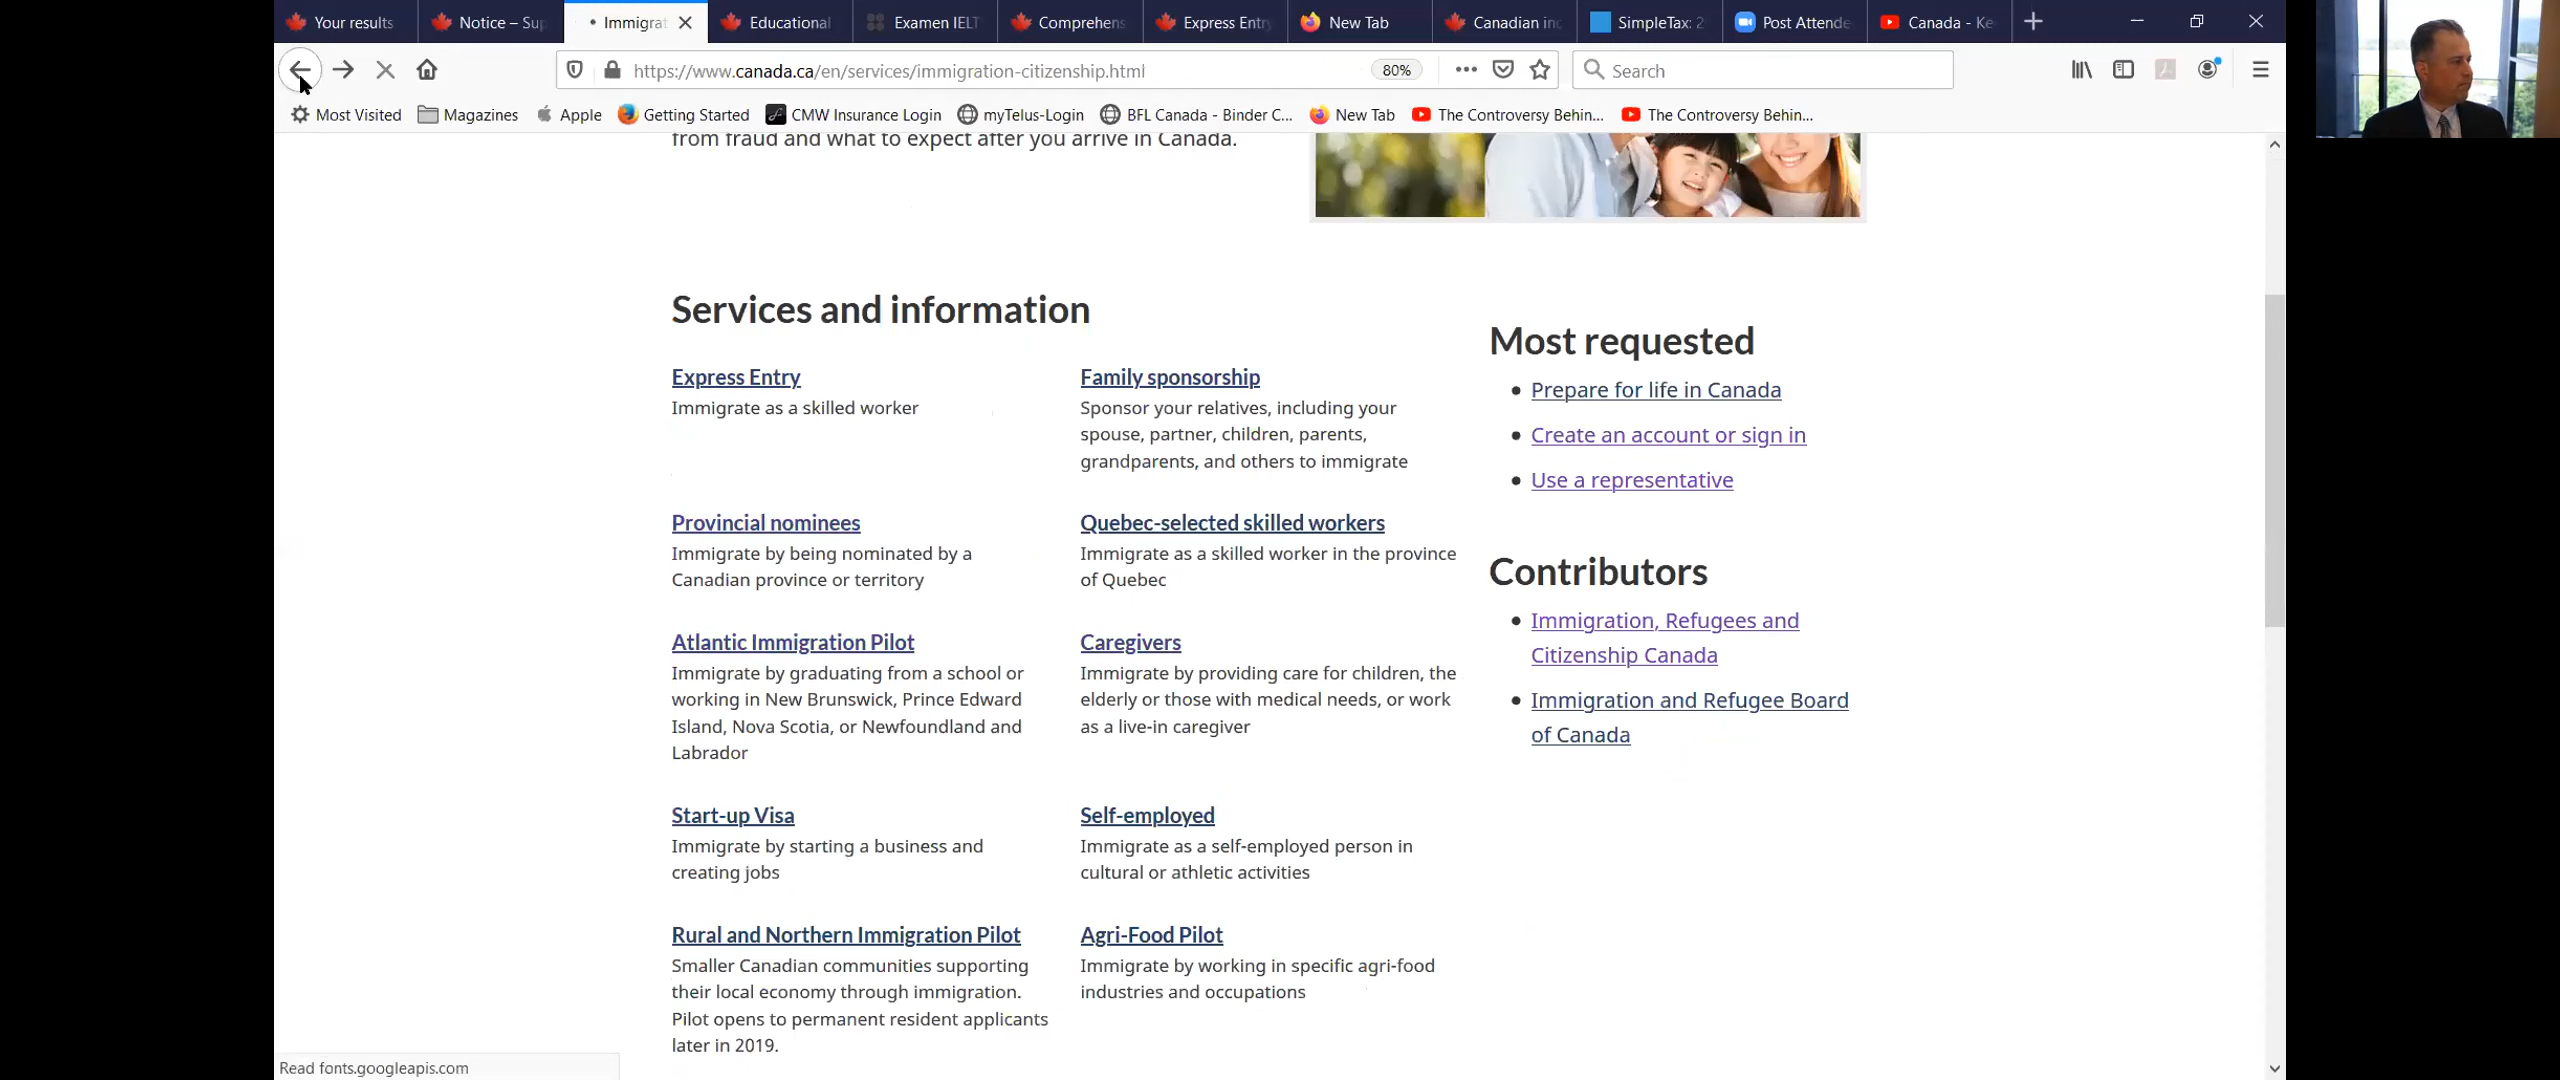 Your results
Notice – Sup
Immigrat
Educational
Examen IELT
Comprehens
Express Entry
New Tab
Canadian inc
SimpleTax: 2
Post Attende
Canada - Ke
https://www.canada.ca/en/services/immigration-citizenship.html
80%
Search
Most Visited
Magazines
Apple
Getting Started
CMW Insurance Login
myTelus-Login
BFL Canada - Binder C...
New Tab
The Controversy Behin...
The Controversy Behin...
from fraud and what to expect after you arrive in Canada.
Services and information
Express Entry
Immigrate as a skilled worker
Family sponsorship
Sponsor your relatives, including your
spouse, partner, children, parents,
grandparents, and others to immigrate
Provincial nominees
Immigrate by being nominated by a
Canadian province or territory
Quebec-selected skilled workers
Immigrate as a skilled worker in the province
of Quebec
Atlantic Immigration Pilot
Immigrate by graduating from a school or
working in New Brunswick, Prince Edward
Island, Nova Scotia, or Newfoundland and
Labrador
Caregivers
Immigrate by providing care for children, the
elderly or those with medical needs, or work
as a live-in caregiver
Start-up Visa
Immigrate by starting a business and
creating jobs
Self-employed
Immigrate as a self-employed person in
cultural or athletic activities
Rural and Northern Immigration Pilot
Smaller Canadian communities supporting
their local economy through immigration.
Pilot opens to permanent resident applicants
later in 2019.
Agri-Food Pilot
Immigrate by working in specific agri-food
industries and occupations
Most requested
Prepare for life in Canada
Create an account or sign in
Use a representative
Contributors
Immigration, Refugees and
Citizenship Canada
Immigration and Refugee Board
of Canada
Read fonts.googleapis.com